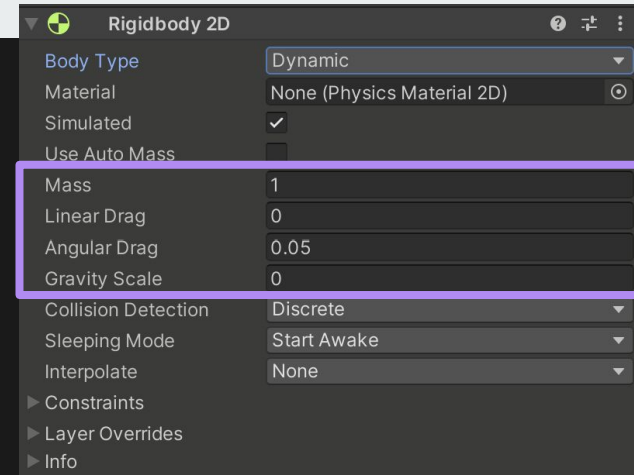 Rigidbody 2D
Body Type Dynamic
Material None (Physics Material 2D)
Simulated
Use Auto Mass
Mass 1
Linear Drag 0
Angular Drag 0.05
Gravity Scale 0
Collision Detection Discrete
Sleeping Mode Start Awake
Interpolate None
Constraints
Layer Overrides
Info